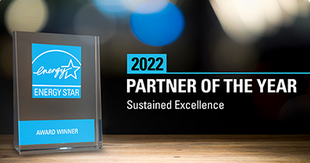 energy
ENERGY STAR
AWARD WINNER
2022
PARTNER OF THE YEAR
Sustained Excellence